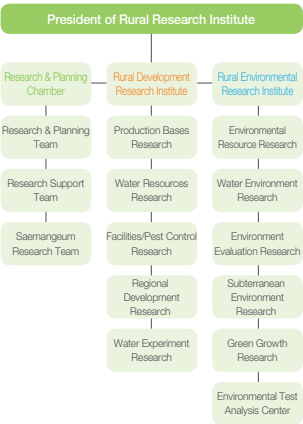 President of Rural Research Institute
Research & Planning
Chamber
Rural Development
Research Institute
Rural Environmental
Research Institute
Research & Planning
Team
Production Bases
Research
Environmental
Resource Research
Research Support
Team
Water Resources
Research
Water Environment
Research
Saemangeum
Research Team
Facilities/Pest Control
Research
Environment
Evaluation Research
Regional
Development
Research
Subterranean
Environment
Research
Water Experiment
Research
Green Growth
Research
Environmental Test
Analysis Center